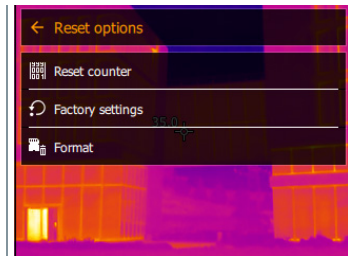 Reset options
Reset counter
Factory settings
35.0
Format